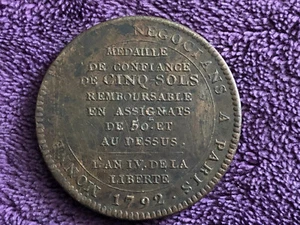 MÉDAILLE
DE CONFIANCE
DE CINQ-SOLS
REMBOURSABLE
EN ASSIGNATS
DE 50# ET
AU DESSUS.
L'AN IV. DE LA
LIBERTÉ
NEGOCIANS A PARIS. 1792.